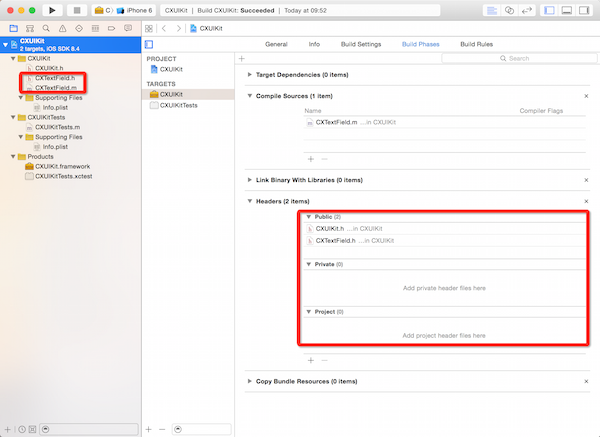 C⟩ iPhone 6
CXUIKit | Build CXUIKit: Succeeded | Today at 09:52
CXUIKit
2 targets, iOS SDK 8.4
CXUIKit
CXUIKit.h
CXTextField.h
CXTextField.m
Supporting Files
Info.plist
CXUIKitTests
CXUIKitTests.m
Supporting Files
Info.plist
Products
CXUIKit.framework
CXUIKitTests.xctest
CXUIKit
General Info Build Settings Build Phases Build Rules
PROJECT
CXUIKit
TARGETS
CXUIKit
CXUIKitTests
Search
Target Dependencies (0 items)
Compile Sources (1 item)
Name Compiler Flags
CXTextField.m ...in CXUIKit
Link Binary With Libraries (0 items)
Headers (2 items)
Public (2)
CXUIKit.h ...in CXUIKit
CXTextField.h ...in CXUIKit
Private (0)
Add private header files here
Project (0)
Add project header files here
Copy Bundle Resources (0 items)